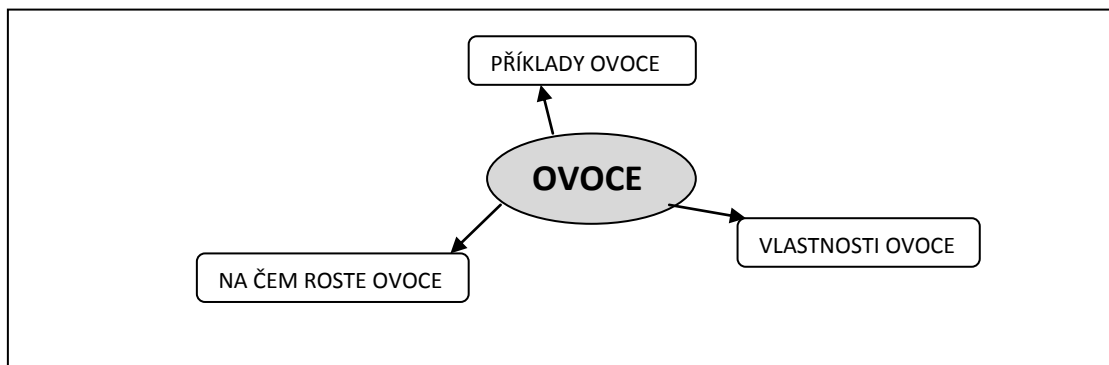 PŘÍKLADY OVOCE
OVOCE
VLASTNOSTI OVOCE
NA ČEM ROSTE OVOCE